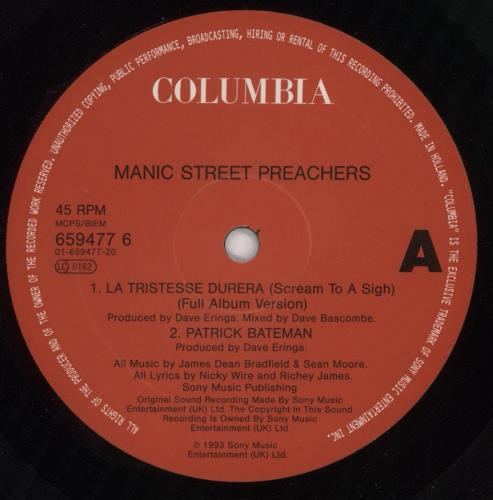 ALL RIGHTS OF THE PRODUCER AND OF THE OWNER OF THE RECORDED WORK RESERVED. UNAUTHORIZED COPYING, PUBLIC PERFORMANCE, BROADCASTING, HIRING OR RENTAL OF THIS RECORDING PROHIBITED. MADE IN HOLLAND. "COLUMBIA" IS THE EXCLUSIVE TRADEMARK OF SONY MUSIC ENTERTAINMENT INC.
COLUMBIA
MANIC STREET PREACHERS
45 RPM
MCPS/BIEM
659477 6
01-659477-20
LC 0162
A
1. LA TRISTESSE DURERA (Scream To A Sigh)
(Full Album Version)
Produced by Dave Eringa. Mixed by Dave Bascombe.
2. PATRICK BATEMAN
Produced by Dave Eringa.
All Music by James Dean Bradfield & Sean Moore.
All Lyrics by Nicky Wire and Richey James.
Sony Music Publishing
Original Sound Recording Made By Sony Music
Entertainment (UK) Ltd. The Copyright In This Sound
Recording Is Owned By Sony Music
Entertainment (UK) Ltd.
℗ © 1993 Sony Music
Entertainment (UK) Ltd.